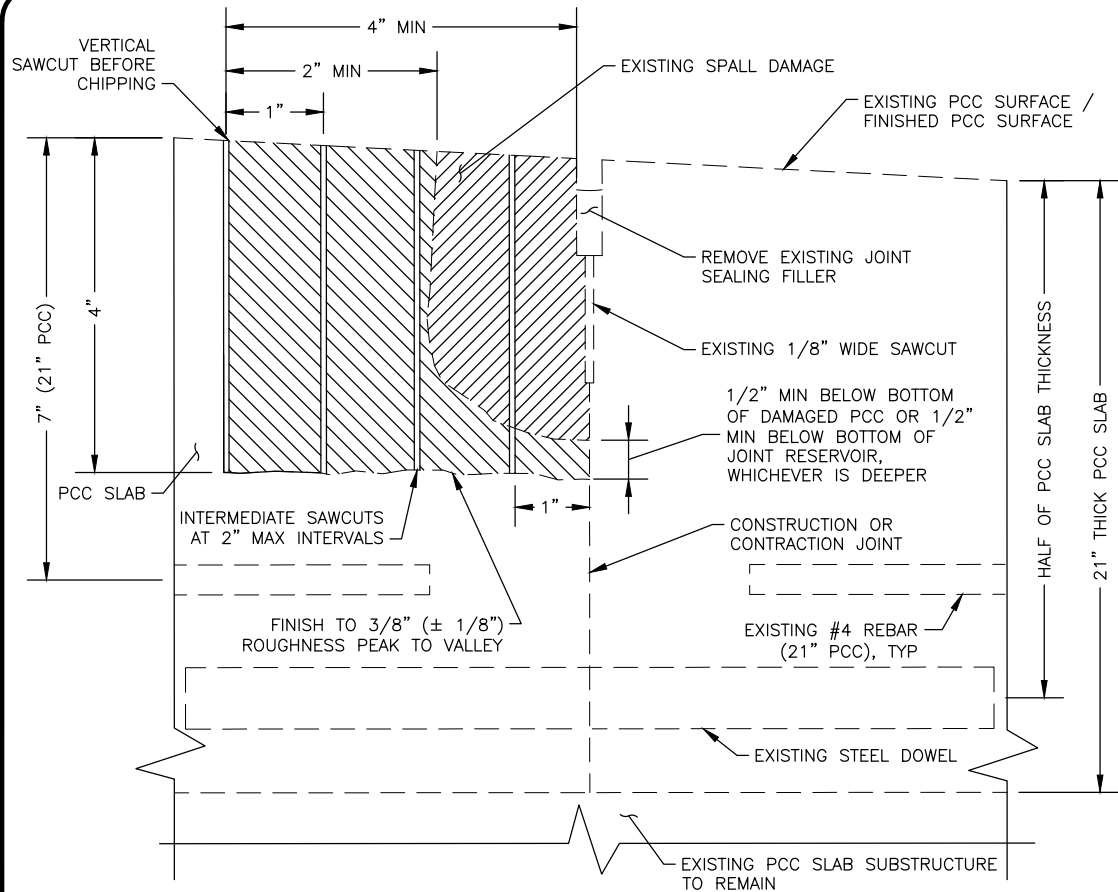 4” MIN
VERTICAL
SAWCUT BEFORE
CHIPPING
2” MIN
EXISTING SPALL DAMAGE
1”
EXISTING PCC SURFACE /
FINISHED PCC SURFACE
7” (21” PCC)
4”
REMOVE EXISTING JOINT
SEALING FILLER
EXISTING 1/8” WIDE SAWCUT
1/2” MIN BELOW BOTTOM
OF DAMAGED PCC OR 1/2”
MIN BELOW BOTTOM OF
JOINT RESERVOIR,
WHICHEVER IS DEEPER
HALF OF PCC SLAB THICKNESS
21” THICK PCC SLAB
PCC SLAB
INTERMEDIATE SAWCUTS
AT 2” MAX INTERVALS
1”
CONSTRUCTION OR
CONTRACTION JOINT
FINISH TO 3/8” (± 1/8”)
ROUGHNESS PEAK TO VALLEY
EXISTING #4 REBAR
(21” PCC), TYP
EXISTING STEEL DOWEL
EXISTING PCC SLAB SUBSTRUCTURE
TO REMAIN